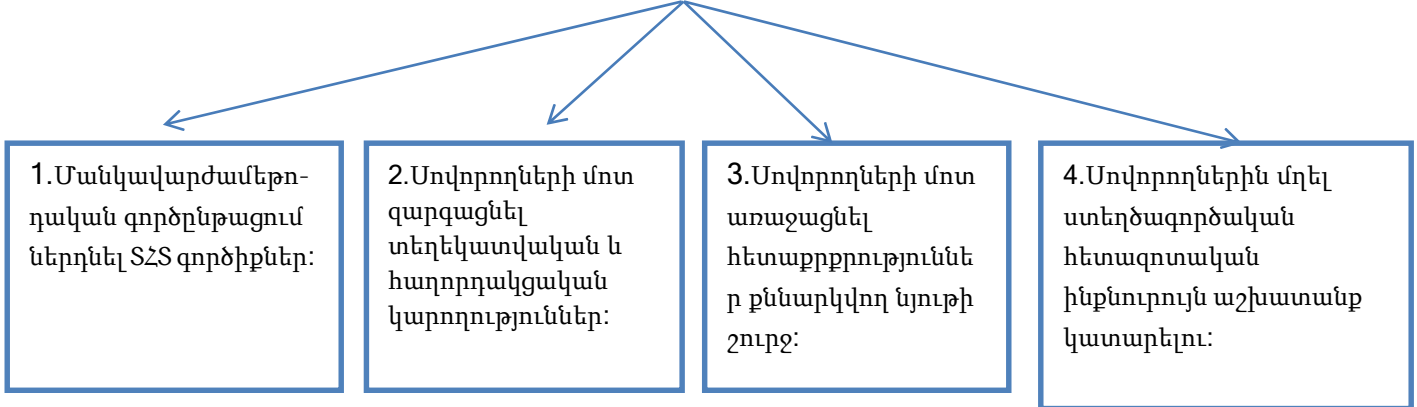 1.Մանկավարժամեթո-
դական գործընթացում
ներդնել ՏՀՏ գործիքներ:
2.Սովորողների մոտ
զարգացնել
տեղեկատվական և
հաղորդակցական
կարողություններ:
3.Սովորողների մոտ
առաջացնել
հետաքրքրություննե
ր քննարկվող նյութի
շուրջ:
4.Սովորողներին մղել
ստեղծագործական
հետազոտական
ինքնուրույն աշխատանք
կատարելու: